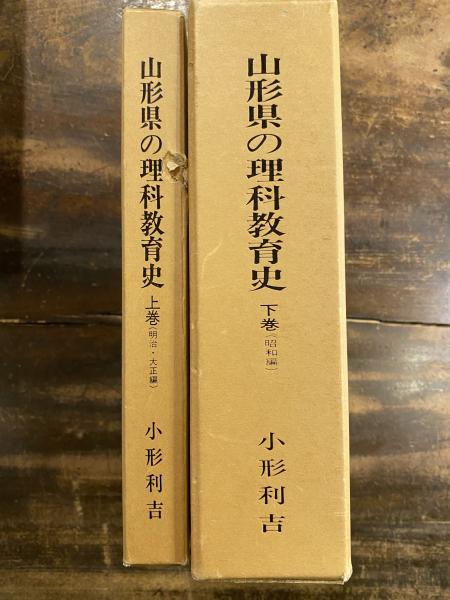 山形県の理科教育史
上巻(明治・大正編)
小形利吉
山形県の理科教育史
下巻(昭和編)
小形利吉